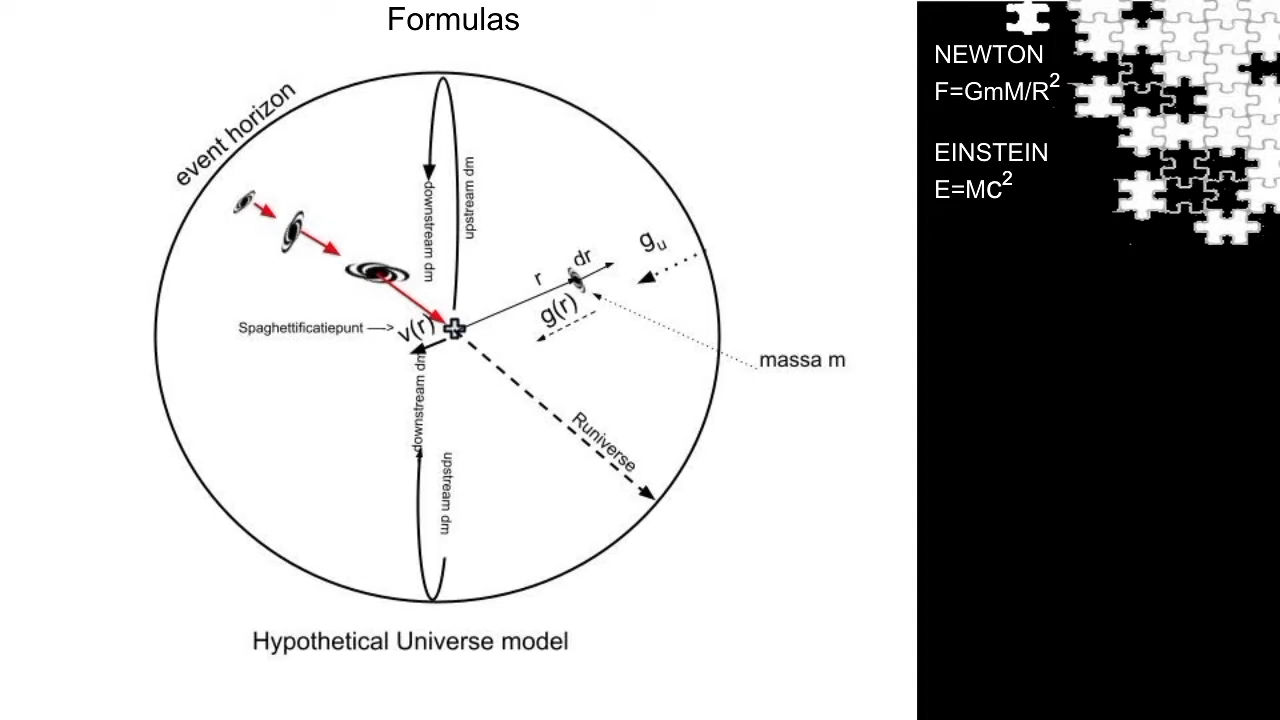 Formulas
event horizon
downstream dm
upstream dm
gu
dr
r
g(r)
Spaghettificatiepunt
v(r)
massa m
downstream dm
Runiverse
upstream dm
Hypothetical Universe model
NEWTON
F=GmM/R²
EINSTEIN
E=MC²